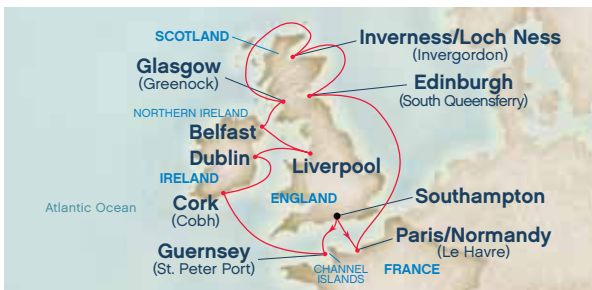 SCOTLAND
Inverness/Loch Ness
(Invergordon)
Glasgow
(Greenock)
Edinburgh
(South Queensferry)
NORTHERN IRELAND
Belfast
Dublin
Liverpool
IRELAND
ENGLAND
Southampton
Atlantic Ocean
Cork
(Cobh)
Paris/Normandy
(Le Havre)
Guernsey
(St. Peter Port)
CHANNEL
ISLANDS
FRANCE